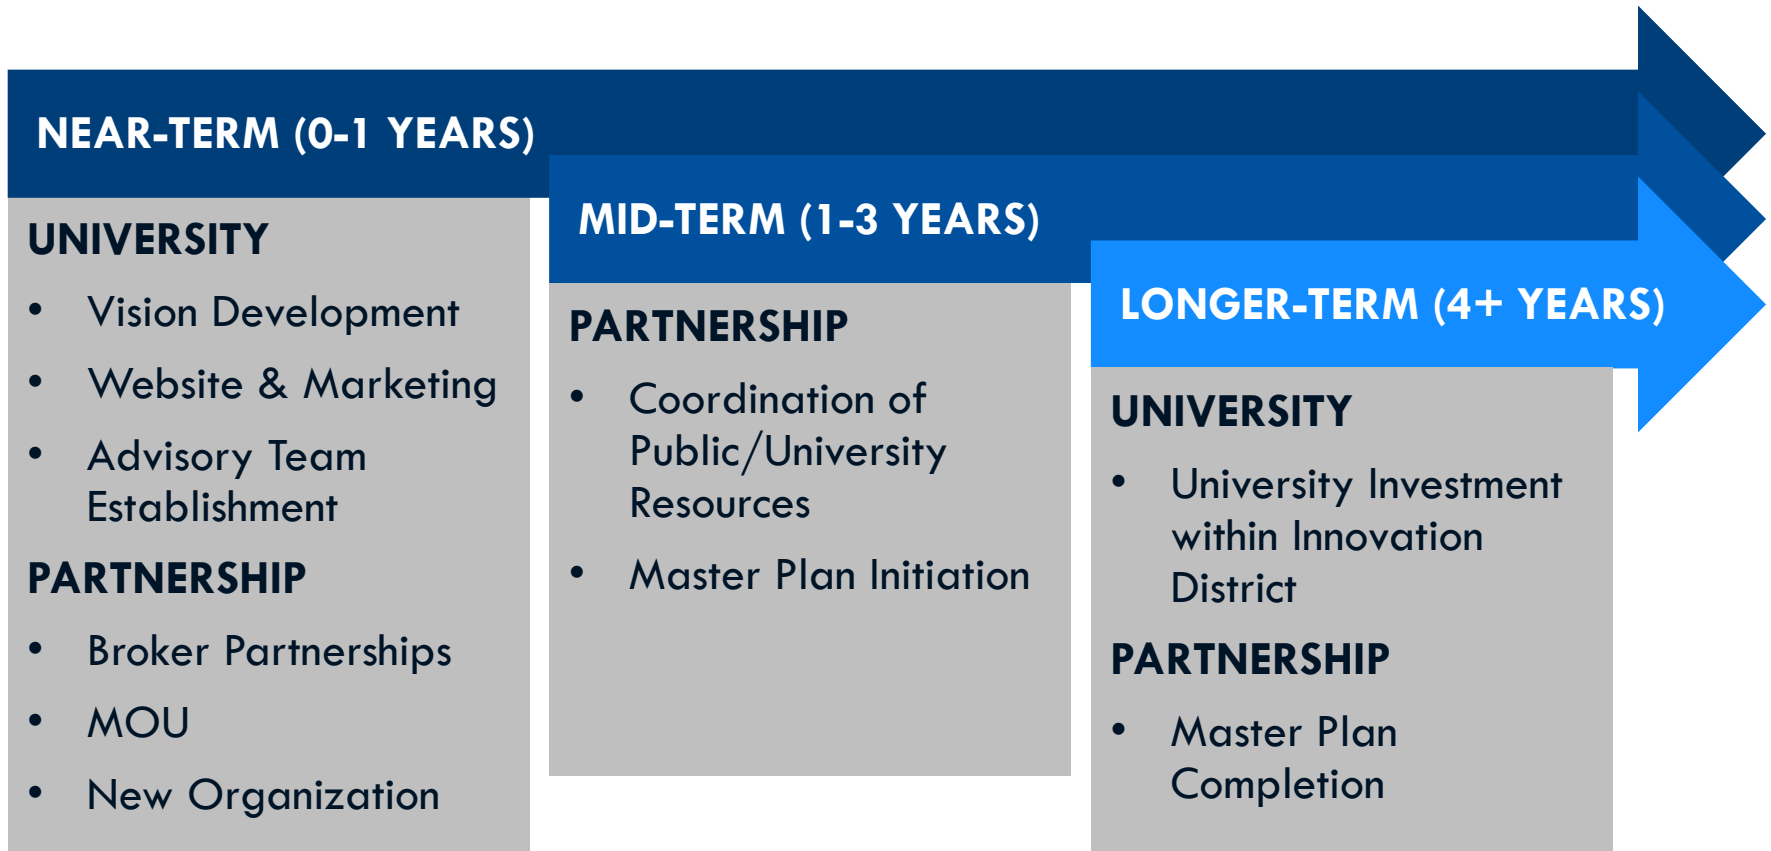 NEAR-TERM (0-1 YEARS)
UNIVERSITY
• Vision Development
• Website & Marketing
• Advisory Team
Establishment
PARTNERSHIP
• Broker Partnerships
• MOU
• New Organization
MID-TERM (1-3 YEARS)
PARTNERSHIP
• Coordination of
Public/University
Resources
• Master Plan Initiation
LONGER-TERM (4+ YEARS)
UNIVERSITY
• University Investment
within Innovation
District
PARTNERSHIP
• Master Plan
Completion